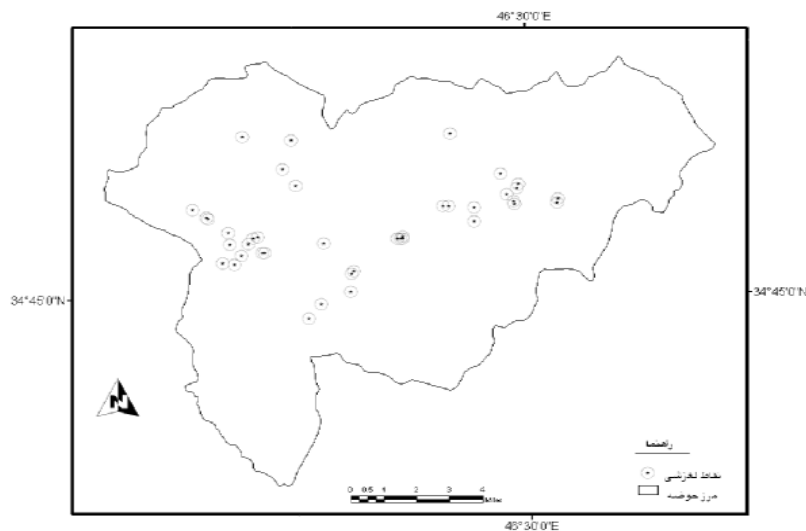 46°30'0"E
34°45'0"N
34°45'0"N
N
راهنما
نقاط لغزشی
مرز حوضه
0 0.5 1 2 3 4
Miles
46°30'0"E